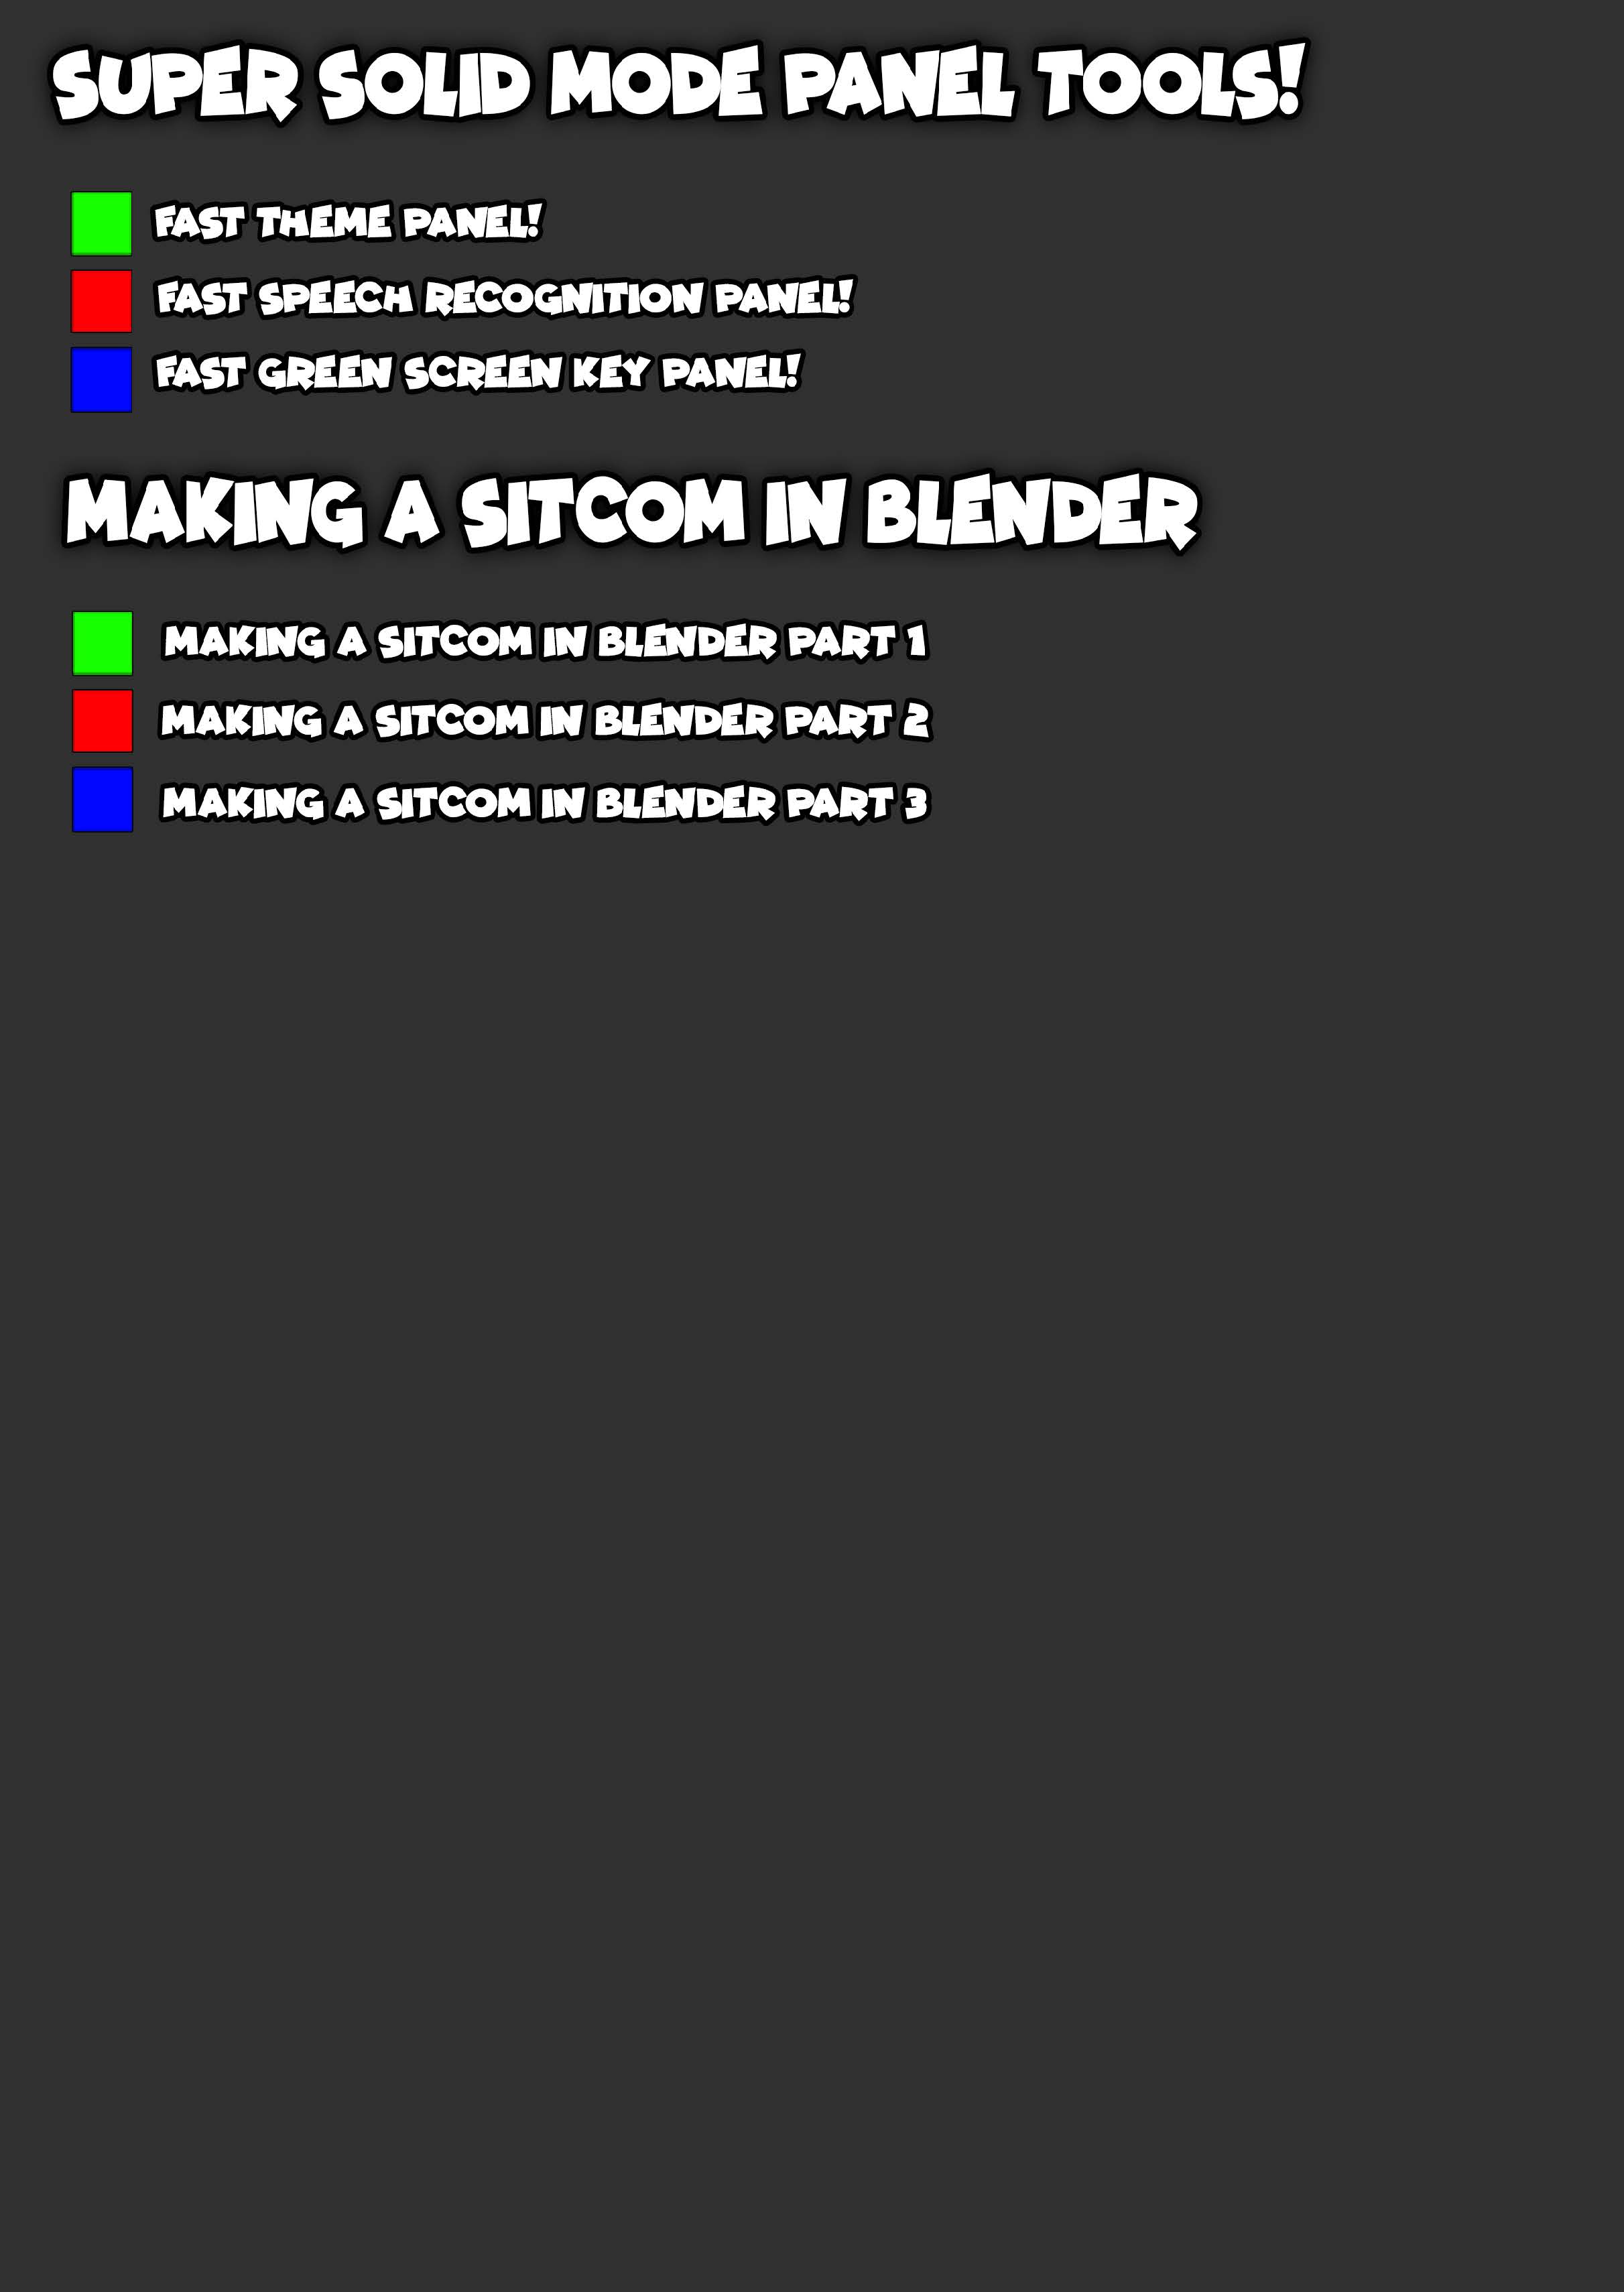 SUPER SOLID MODE PANEL TOOLS!
FAST THEME PANEL!
FAST SPEECH RECOGNITION PANEL!
FAST GREEN SCREEN KEY PANEL!
MAKING A SITCOM IN BLENDER
MAKING A SITCOM IN BLENDER PART 1
MAKING A SITCOM IN BLENDER PART 2
MAKING A SITCOM IN BLENDER PART 3